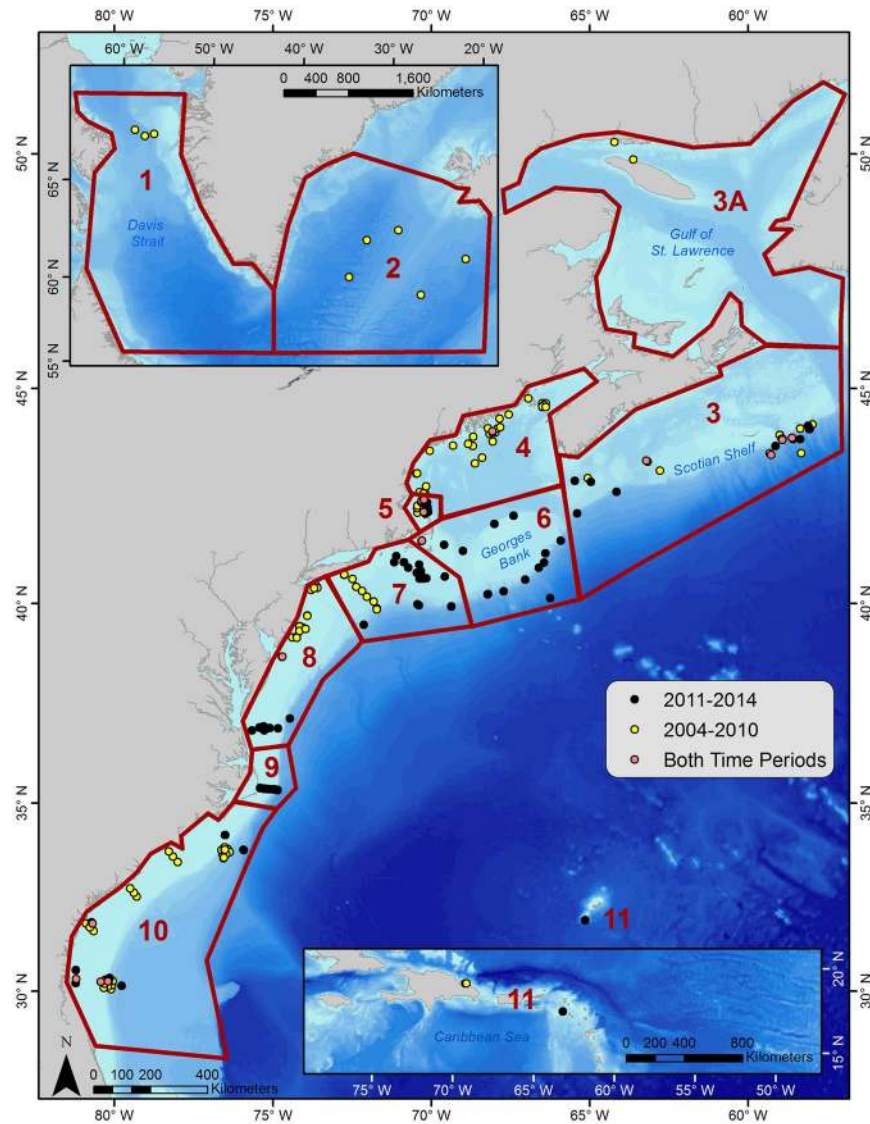 80° W 75° W 70° W 65° W 60° W
60° W 50° W 40° W 30° W 20° W
0 400 800 1,600
Kilometers
50° N
65° N
60° N
55° N
1
Davis
Strait
2
3A
Gulf of
St. Lawrence
50° N
45° N
45° N
3
Scotian Shelf
4
5
6
Georges
Bank
7
40° N
40° N
8
2011-2014
2004-2010
Both Time Periods
9
35° N
35° N
10
11
30° N
30° N
20° N
15° N
11
Caribbean Sea
0 200 400 800
Kilometers
75° W 70° W 65° W 60° W 55° W 50° W
N
0 100 200 400
Kilometers
80° W 75° W 70° W 65° W 60° W